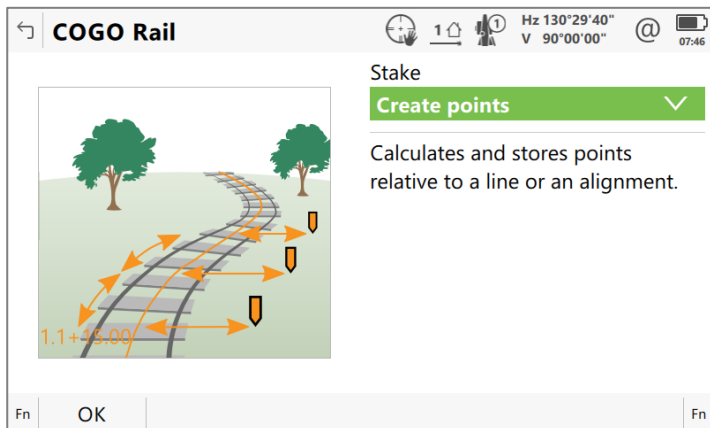 COGO Rail
1
1
Hz 130°29'40"
V 90°00'00"
@
07:46
Stake
Create points
Calculates and stores points
relative to a line or an alignment.
1.1+15.00
Fn
OK
Fn